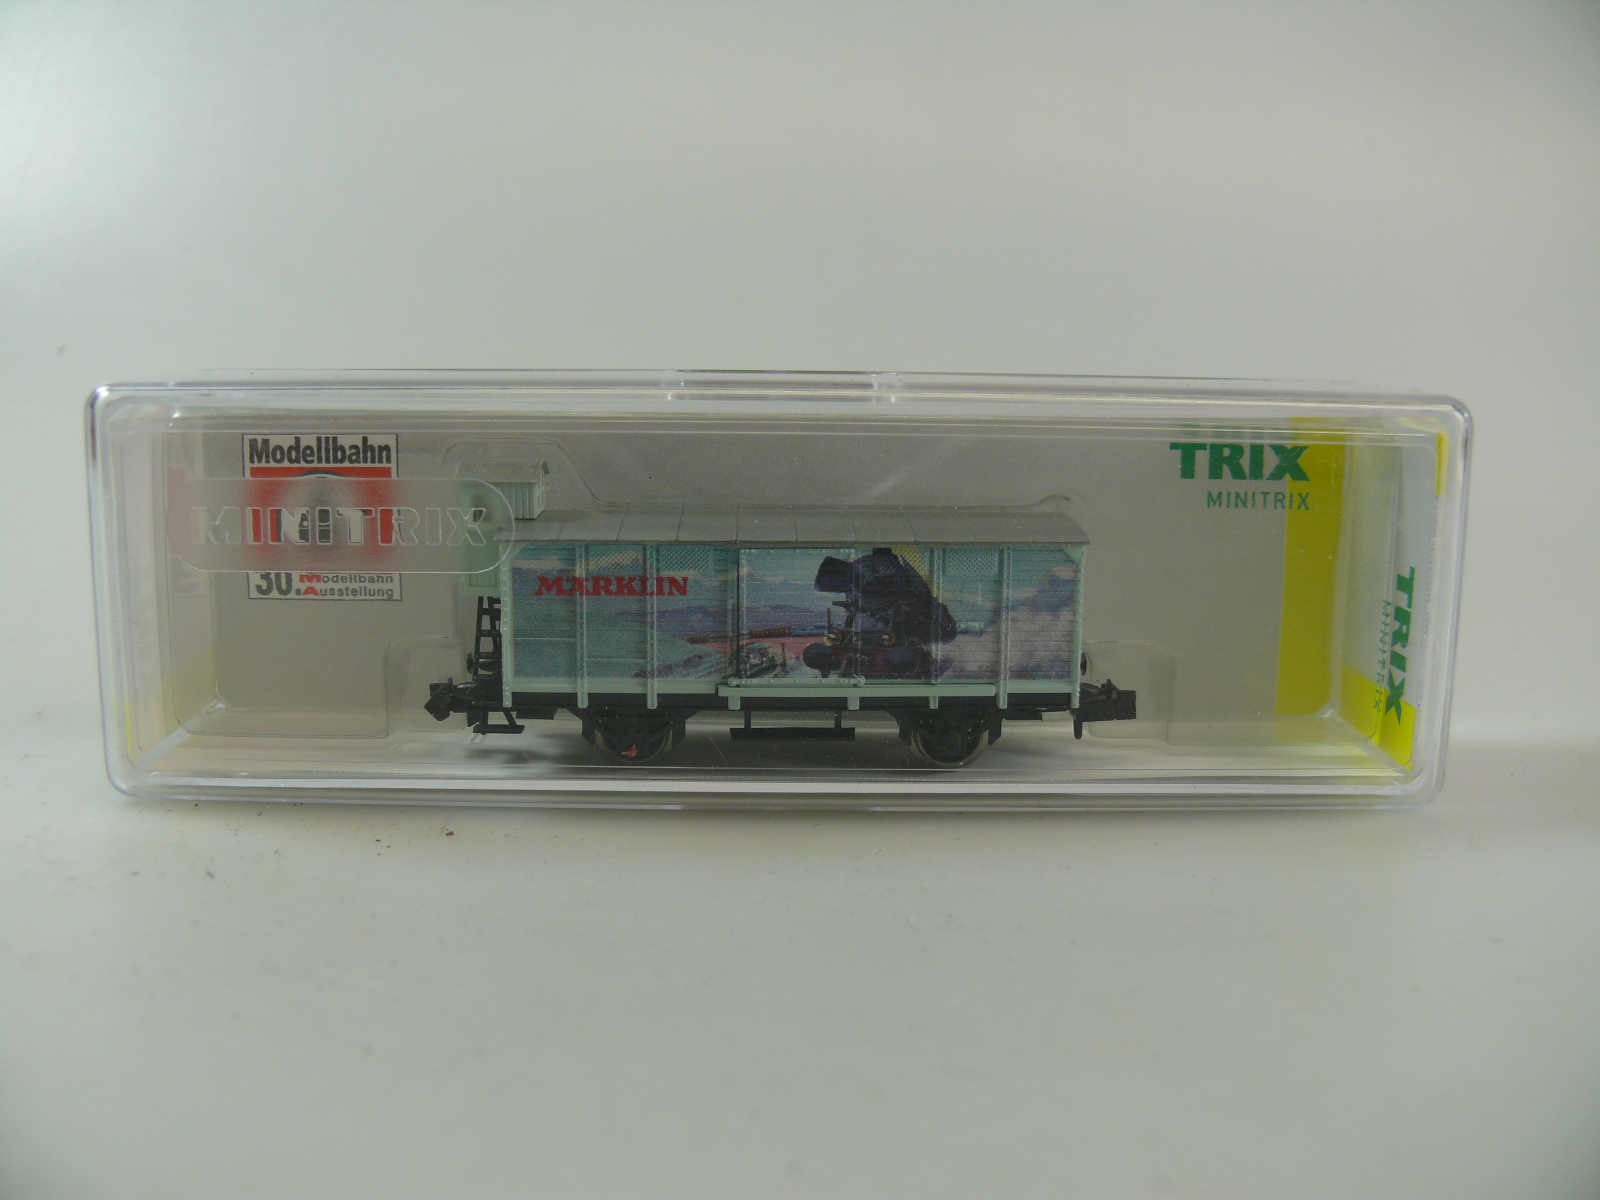 Modellbahn
MINITRIX
30. Modellbahn
Ausstellung
MÄRKLIN
TRIX
MINITRIX
TRIX
MINITRIX